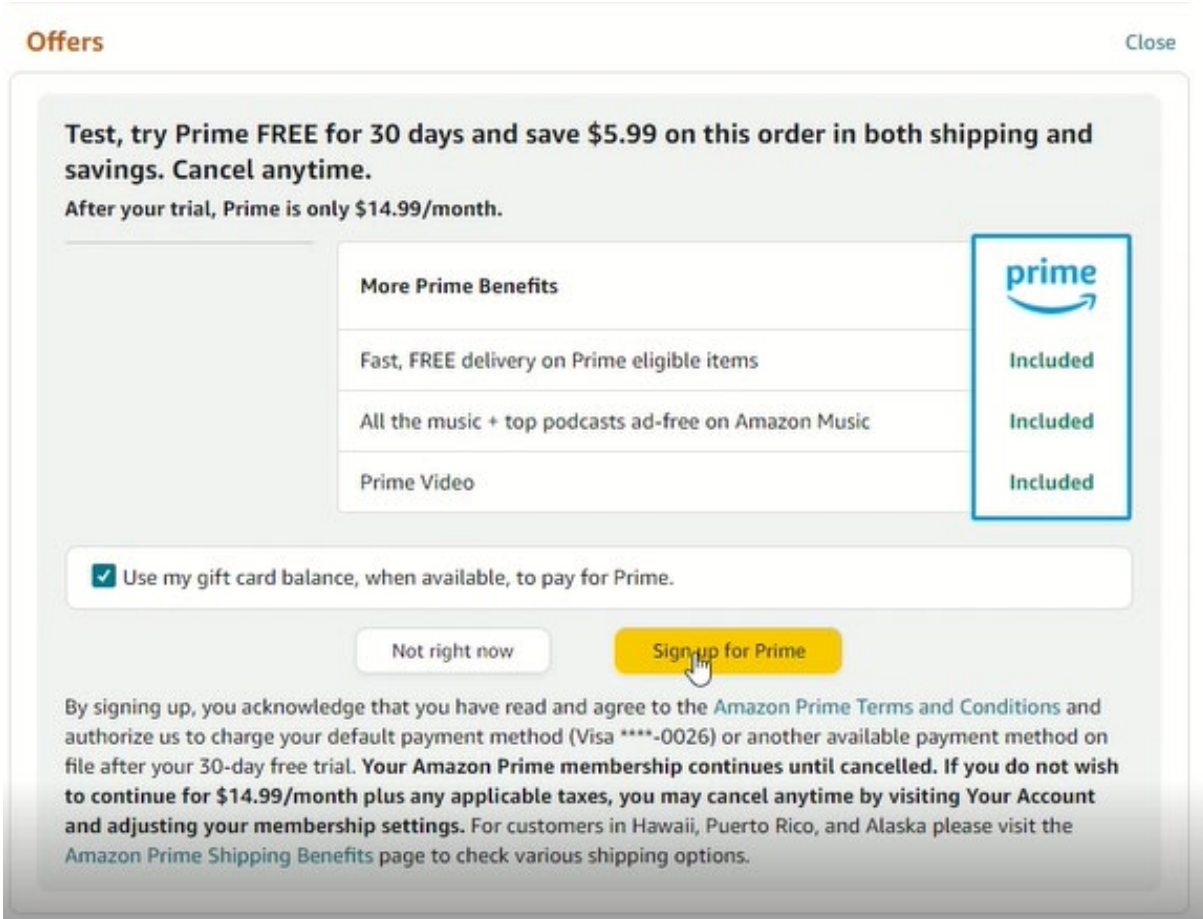 Offers
Close
Test, try Prime FREE for 30 days and save $5.99 on this order in both shipping and
savings. Cancel anytime.
After your trial, Prime is only $14.99/month.
More Prime Benefits
prime
Fast, FREE delivery on Prime eligible items
Included
All the music + top podcasts ad-free on Amazon Music
Included
Prime Video
Included
Use my gift card balance, when available, to pay for Prime.
Not right now
Sign up for Prime
By signing up, you acknowledge that you have read and agree to the Amazon Prime Terms and Conditions and
authorize us to charge your default payment method (Visa ****-0026) or another available payment method on
file after your 30-day free trial. Your Amazon Prime membership continues until cancelled. If you do not wish
to continue for $14.99/month plus any applicable taxes, you may cancel anytime by visiting Your Account
and adjusting your membership settings. For customers in Hawaii, Puerto Rico, and Alaska please visit the
Amazon Prime Shipping Benefits page to check various shipping options.